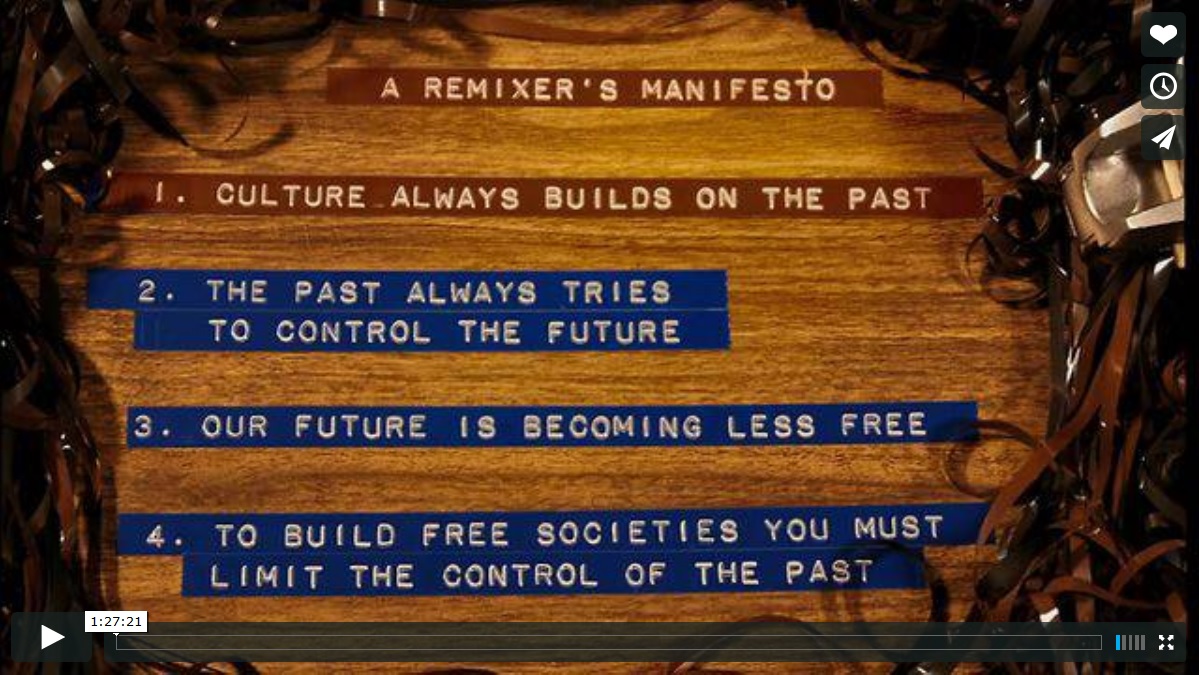 A REMIXER'S MANIFESTO
1. CULTURE ALWAYS BUILDS ON THE PAST
2. THE PAST ALWAYS TRIES
TO CONTROL THE FUTURE
3. OUR FUTURE IS BECOMING LESS FREE
4. TO BUILD FREE SOCIETIES YOU MUST
LIMIT THE CONTROL OF THE PAST
1:27:21